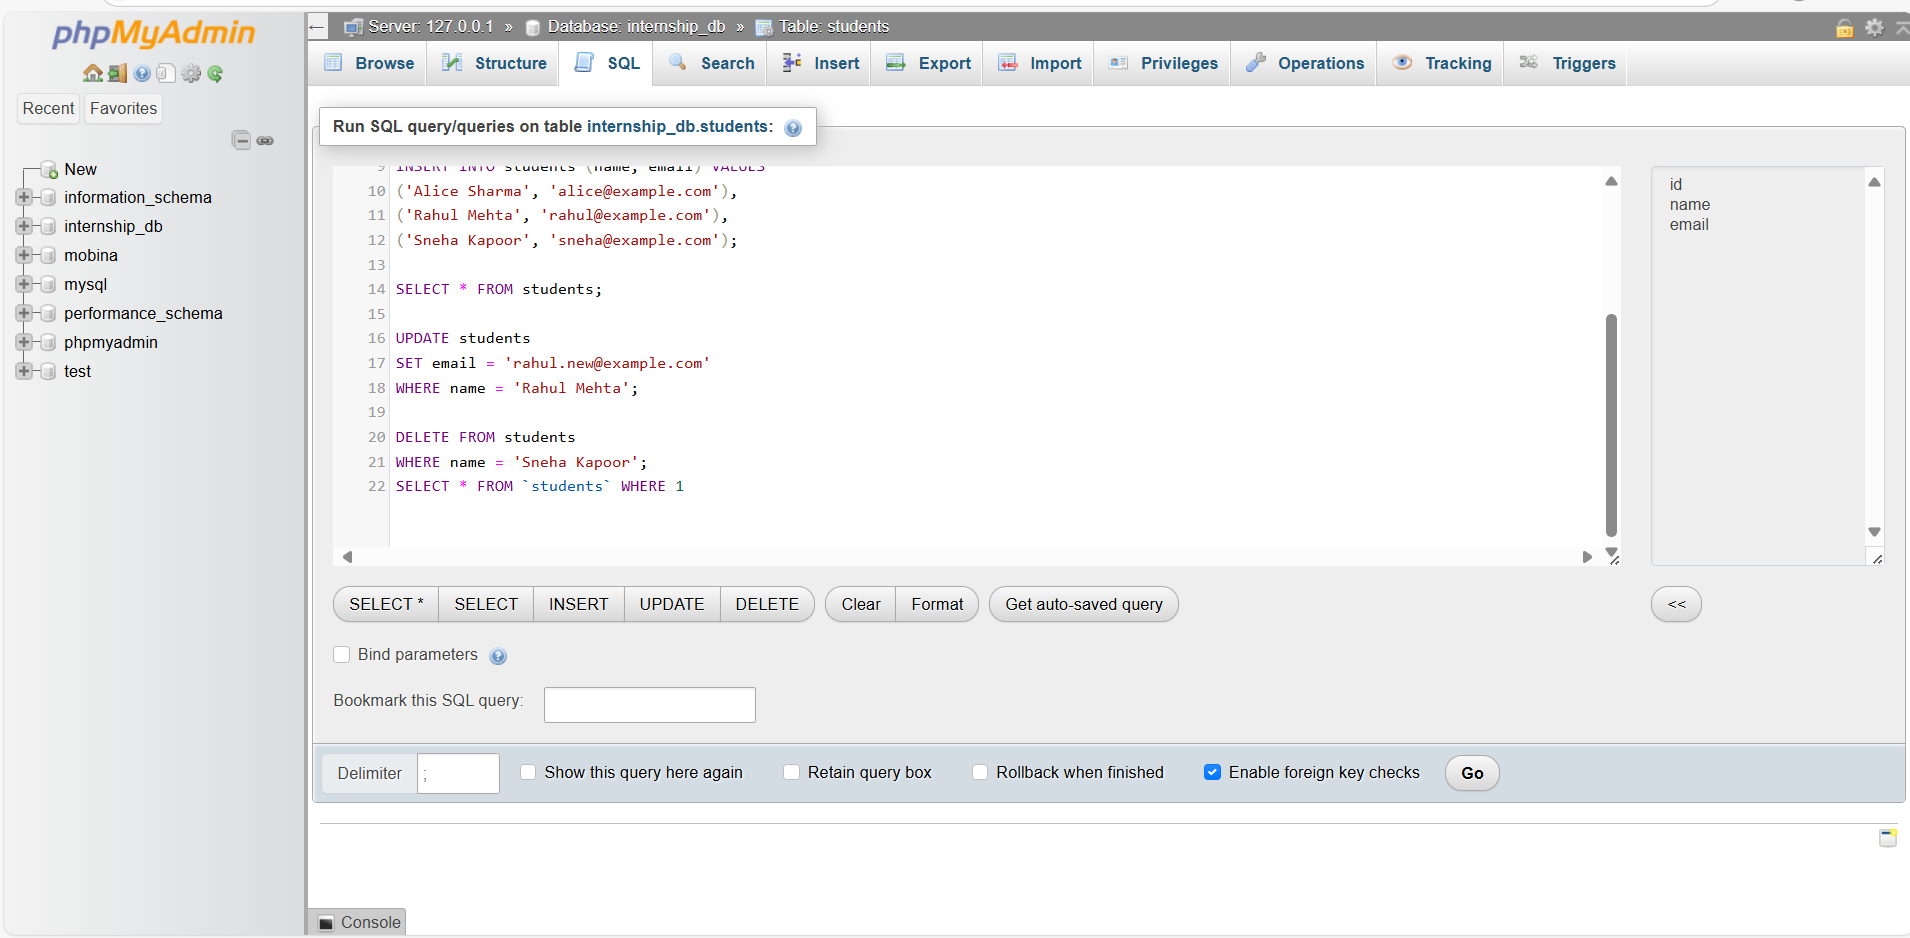 phpMyAdmin
Recent Favorites
New
information_schema
internship_db
mobina
mysql
performance_schema
phpmyadmin
test
Server: 127.0.0.1 » Database: internship_db » Table: students
Browse Structure SQL Search Insert Export Import Privileges Operations Tracking Triggers
Run SQL query/queries on table internship_db.students:
9 INSERT INTO students (name, email) VALUES
10 ('Alice Sharma', 'alice@example.com'),
11 ('Rahul Mehta', 'rahul@example.com'),
12 ('Sneha Kapoor', 'sneha@example.com');
13
14 SELECT * FROM students;
15
16 UPDATE students
17 SET email = 'rahul.new@example.com'
18 WHERE name = 'Rahul Mehta';
19
20 DELETE FROM students
21 WHERE name = 'Sneha Kapoor';
22 SELECT * FROM `students` WHERE 1
id
name
email
SELECT * SELECT INSERT UPDATE DELETE Clear Format Get auto-saved query <<
Bind parameters
Bookmark this SQL query:
Delimiter ; Show this query here again Retain query box Rollback when finished Enable foreign key checks Go
Console